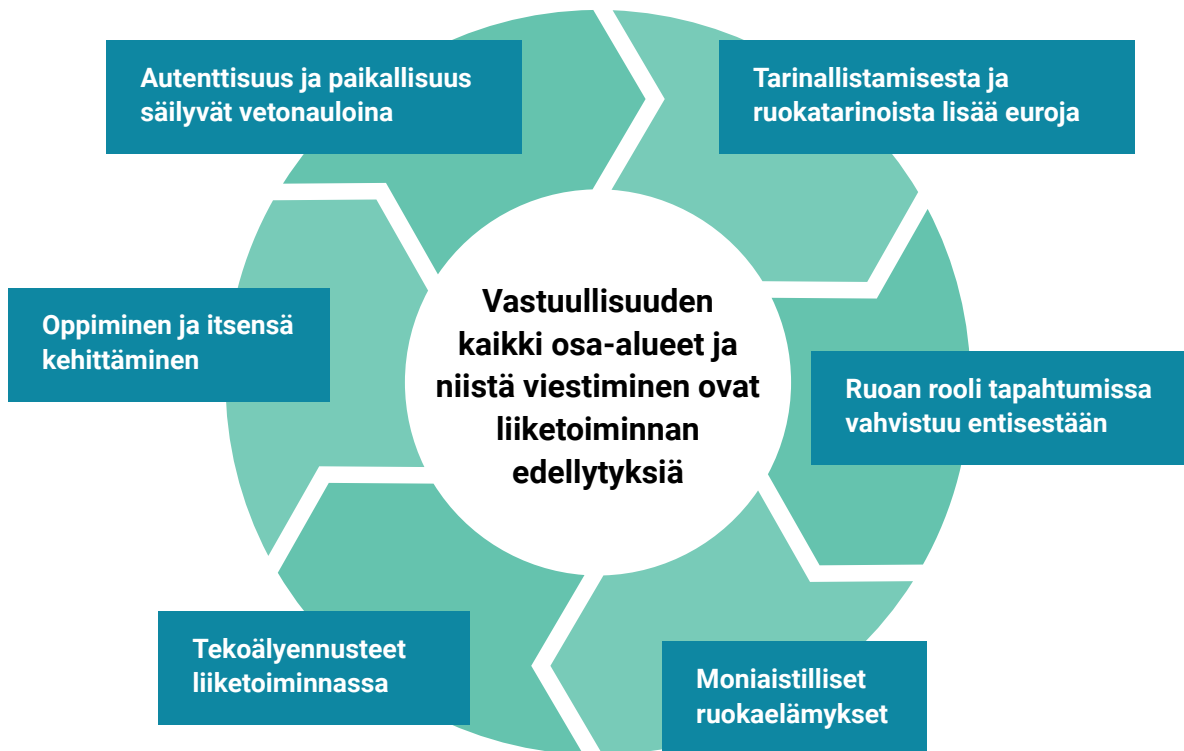 Autenttisuus ja paikallisuus
säilyvät vetonauloina
Tarinallistamisesta ja
ruokatarinoista lisää euroja
Oppiminen ja itsensä
kehittäminen
Vastuullisuuden
kaikki osa-alueet ja
niistä viestiminen ovat
liiketoiminnan
edellytyksiä
Ruoan rooli tapahtumissa
vahvistuu entisestään
Tekoälyennusteet
liiketoiminnassa
Moniaistilliset
ruokaelämykset